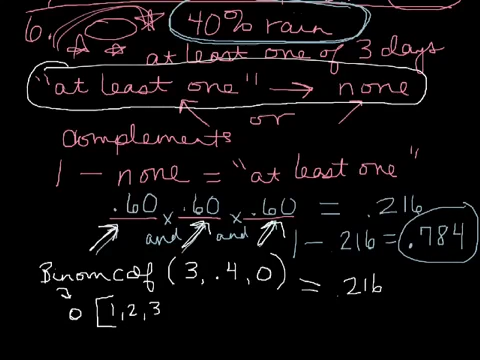 6. 40% rain
at least one of 3 days
"at least one" → none
or
complements
1 - none = "at least one"
.60 x .60 x .60 = .216
and and 1 - .216 = .784
Binomcdf (3, .4, 0) = .216
0 [1, 2, 3